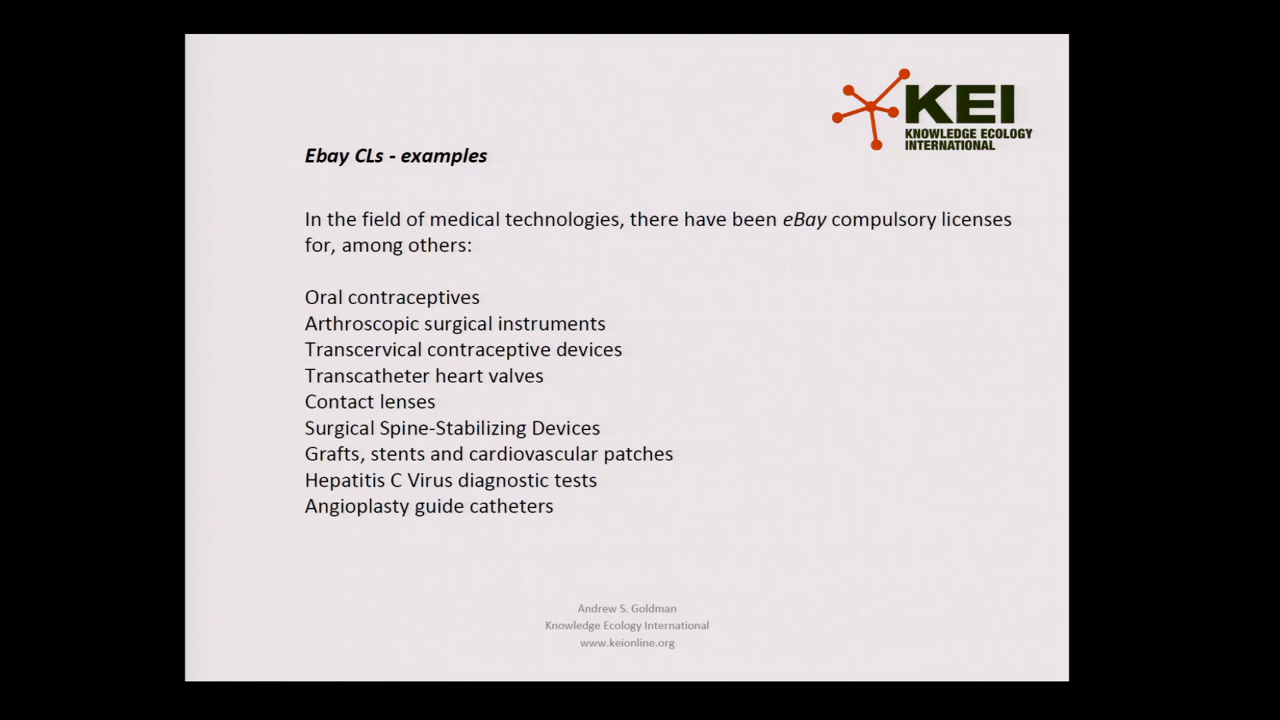 KEI
KNOWLEDGE ECOLOGY
INTERNATIONAL
Ebay CLs - examples
In the field of medical technologies, there have been eBay compulsory licenses
for, among others:
Oral contraceptives
Arthroscopic surgical instruments
Transcervical contraceptive devices
Transcatheter heart valves
Contact lenses
Surgical Spine-Stabilizing Devices
Grafts, stents and cardiovascular patches
Hepatitis C Virus diagnostic tests
Angioplasty guide catheters
Andrew S. Goldman
Knowledge Ecology International
www.keionline.org